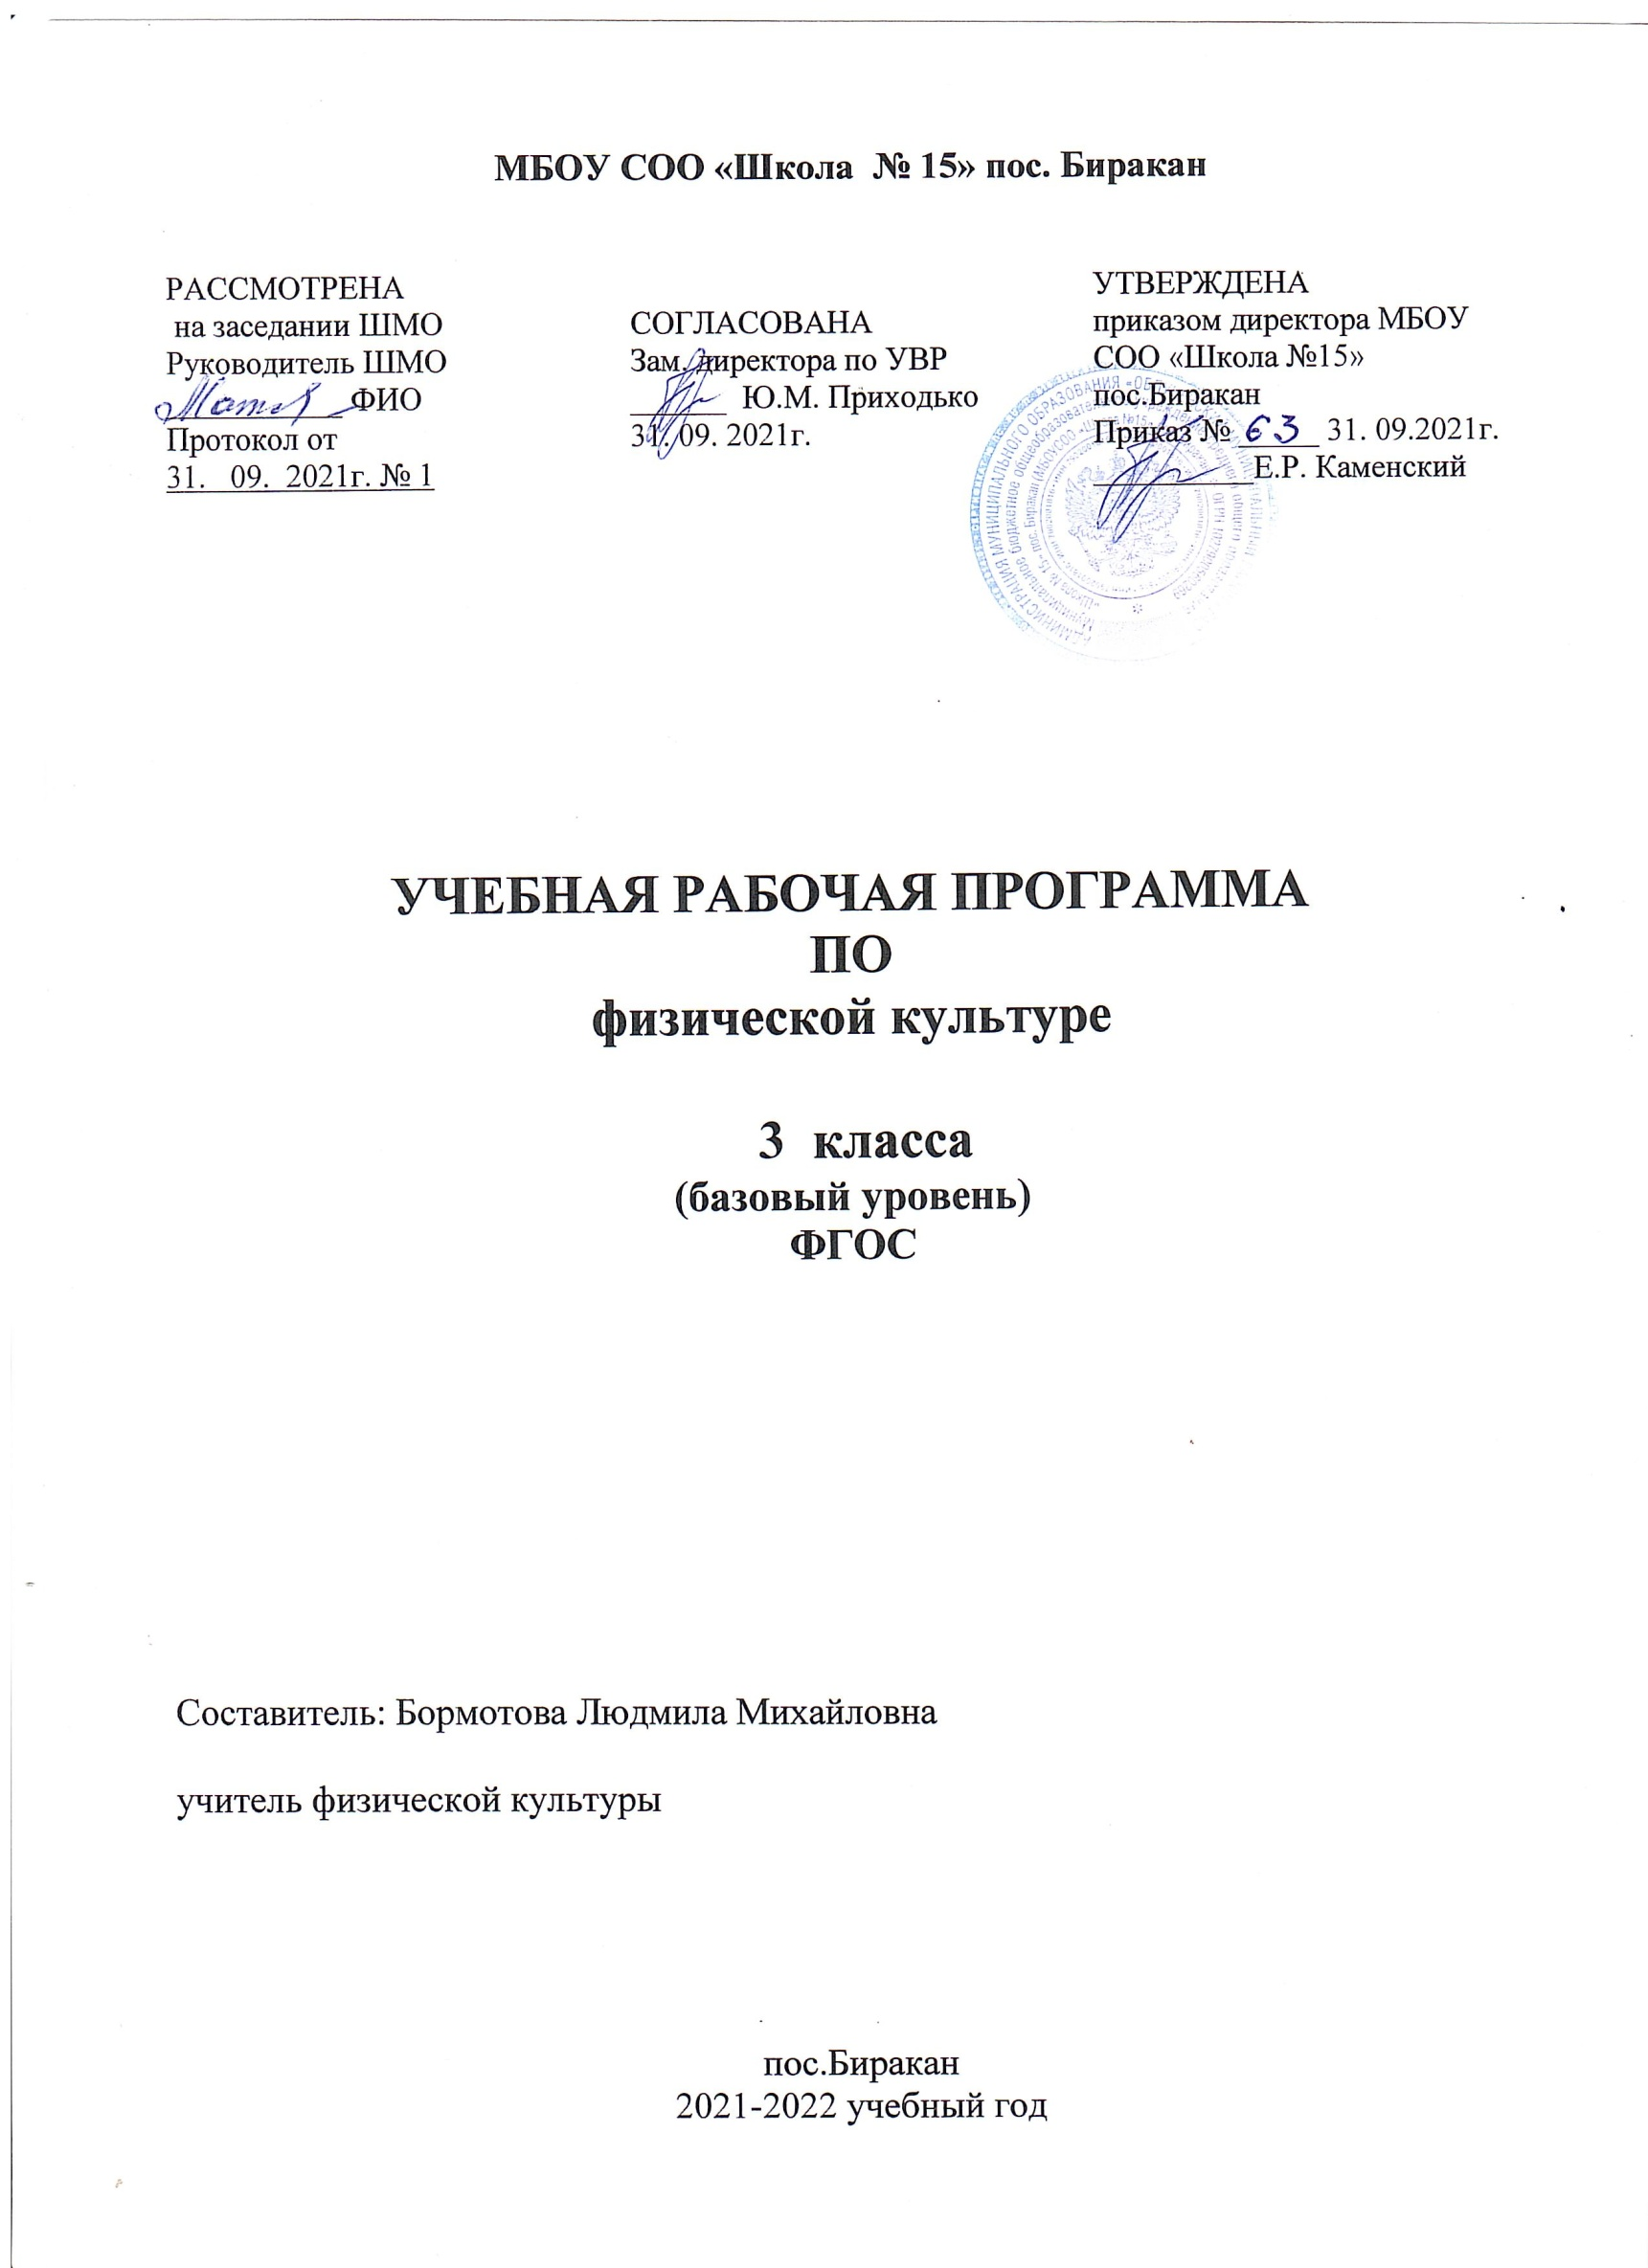 МБОУ СОО «Школа № 15» пос. Биракан
РАССМОТРЕНА
на заседании ШМО
Руководитель ШМО
ФИО
Протокол от
31. 09. 2021г. № 1
СОГЛАСОВАНА
Зам. директора по УВР
Ю.М. Приходько
31. 09. 2021г.
УТВЕРЖДЕНА
приказом директора МБОУ
СОО «Школа №15»
пос.Биракан
Приказ № 63 31. 09.2021г.
Е.Р. Каменский
УЧЕБНАЯ РАБОЧАЯ ПРОГРАММА
ПО
физической культуре
3 класса
(базовый уровень)
ФГОС
Составитель: Бормотова Людмила Михайловна
учитель физической культуры
пос.Биракан
2021-2022 учебный год